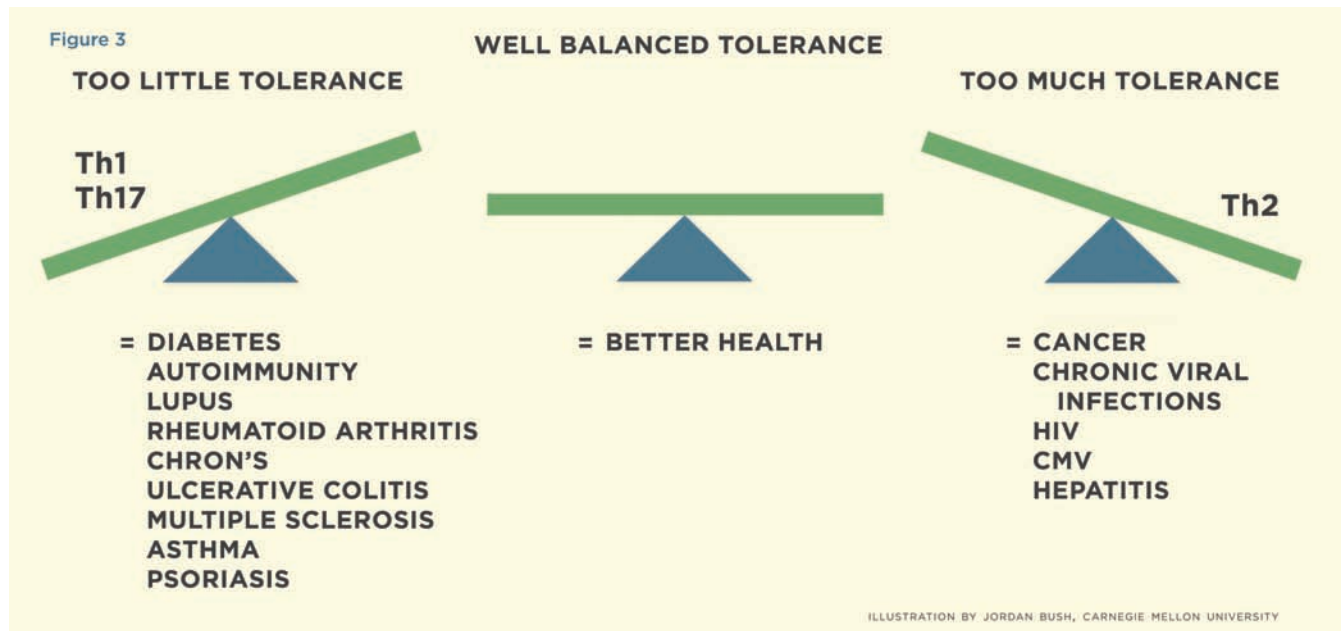 Figure 3
WELL BALANCED TOLERANCE
TOO LITTLE TOLERANCE
TOO MUCH TOLERANCE
Th1
Th17
Th2
= DIABETES
AUTOIMMUNITY
LUPUS
RHEUMATOID ARTHRITIS
CHRON'S
ULCERATIVE COLITIS
MULTIPLE SCLEROSIS
ASTHMA
PSORIASIS
= BETTER HEALTH
= CANCER
CHRONIC VIRAL
INFECTIONS
HIV
CMV
HEPATITIS
ILLUSTRATION BY JORDAN BUSH, CARNEGIE MELLON UNIVERSITY